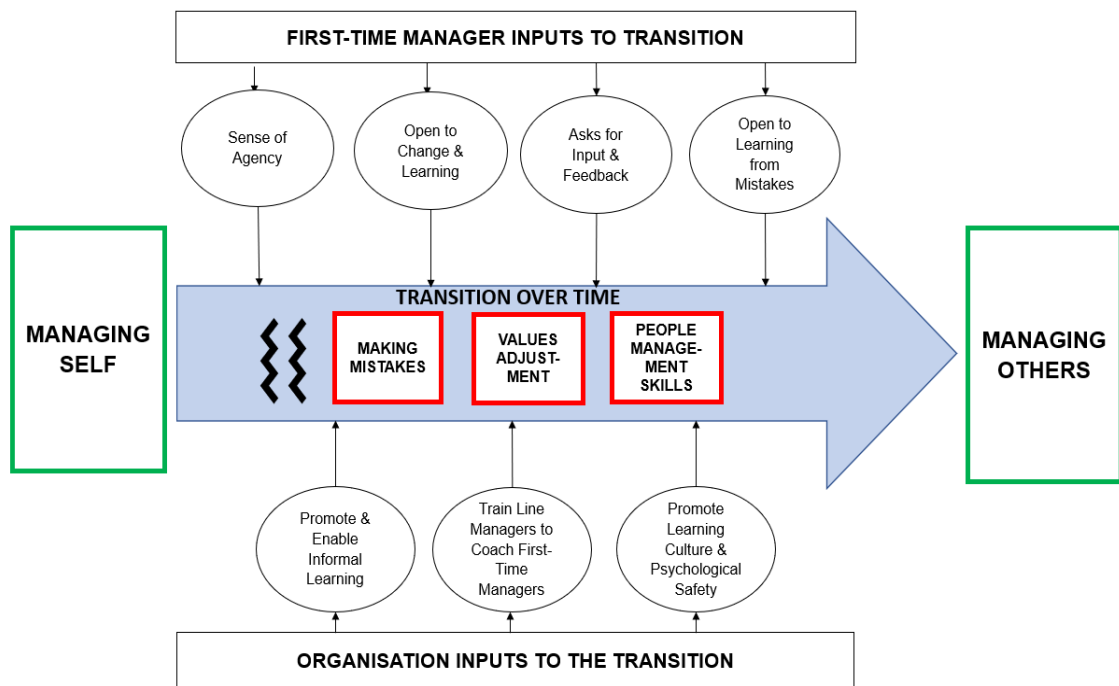 FIRST-TIME MANAGER INPUTS TO TRANSITION
Sense of
Agency
Open to
Change &
Learning
Asks for
Input &
Feedback
Open to
Learning
from
Mistakes
MANAGING
SELF
TRANSITION OVER TIME
MAKING
MISTAKES
VALUES
ADJUST-
MENT
PEOPLE
MANAGE-
MENT
SKILLS
MANAGING
OTHERS
Promote &
Enable
Informal
Learning
Train Line
Managers to
Coach First-
Time
Managers
Promote
Learning
Culture &
Psychological
Safety
ORGANISATION INPUTS TO THE TRANSITION